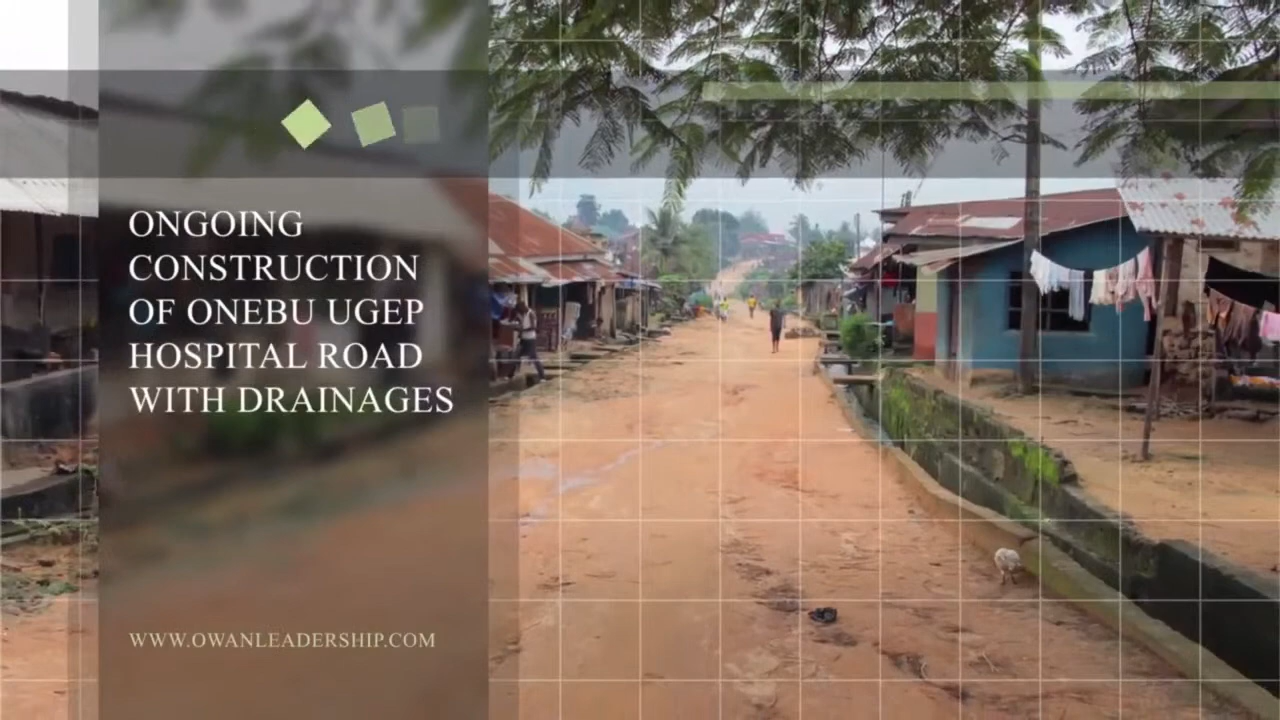 ONGOING
CONSTRUCTION
OF ONEBU UGEP
HOSPITAL ROAD
WITH DRAINAGES
WWW.OWANLEADERSHIP.COM